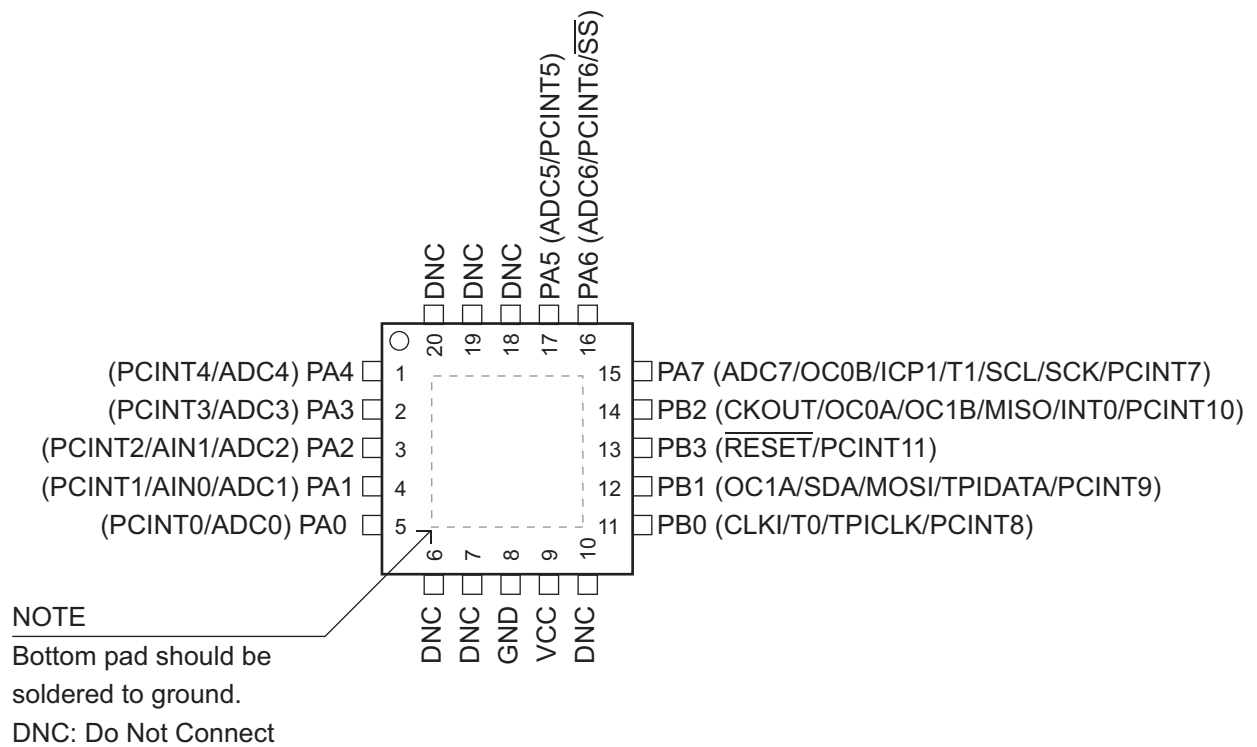 DNC
DNC
DNC
PA5 (ADC5/PCINT5)
PA6 (ADC6/PCINT6/SS)
20
19
18
17
16
(PCINT4/ADC4) PA4
1
15
PA7 (ADC7/OC0B/ICP1/T1/SCL/SCK/PCINT7)
(PCINT3/ADC3) PA3
2
14
PB2 (CKOUT/OC0A/OC1B/MISO/INT0/PCINT10)
(PCINT2/AIN1/ADC2) PA2
3
13
PB3 (RESET/PCINT11)
(PCINT1/AIN0/ADC1) PA1
4
12
PB1 (OC1A/SDA/MOSI/TPIDATA/PCINT9)
(PCINT0/ADC0) PA0
5
11
PB0 (CLKI/T0/TPICLK/PCINT8)
6
7
8
9
10
DNC
DNC
GND
VCC
DNC
NOTE
Bottom pad should be
soldered to ground.
DNC: Do Not Connect